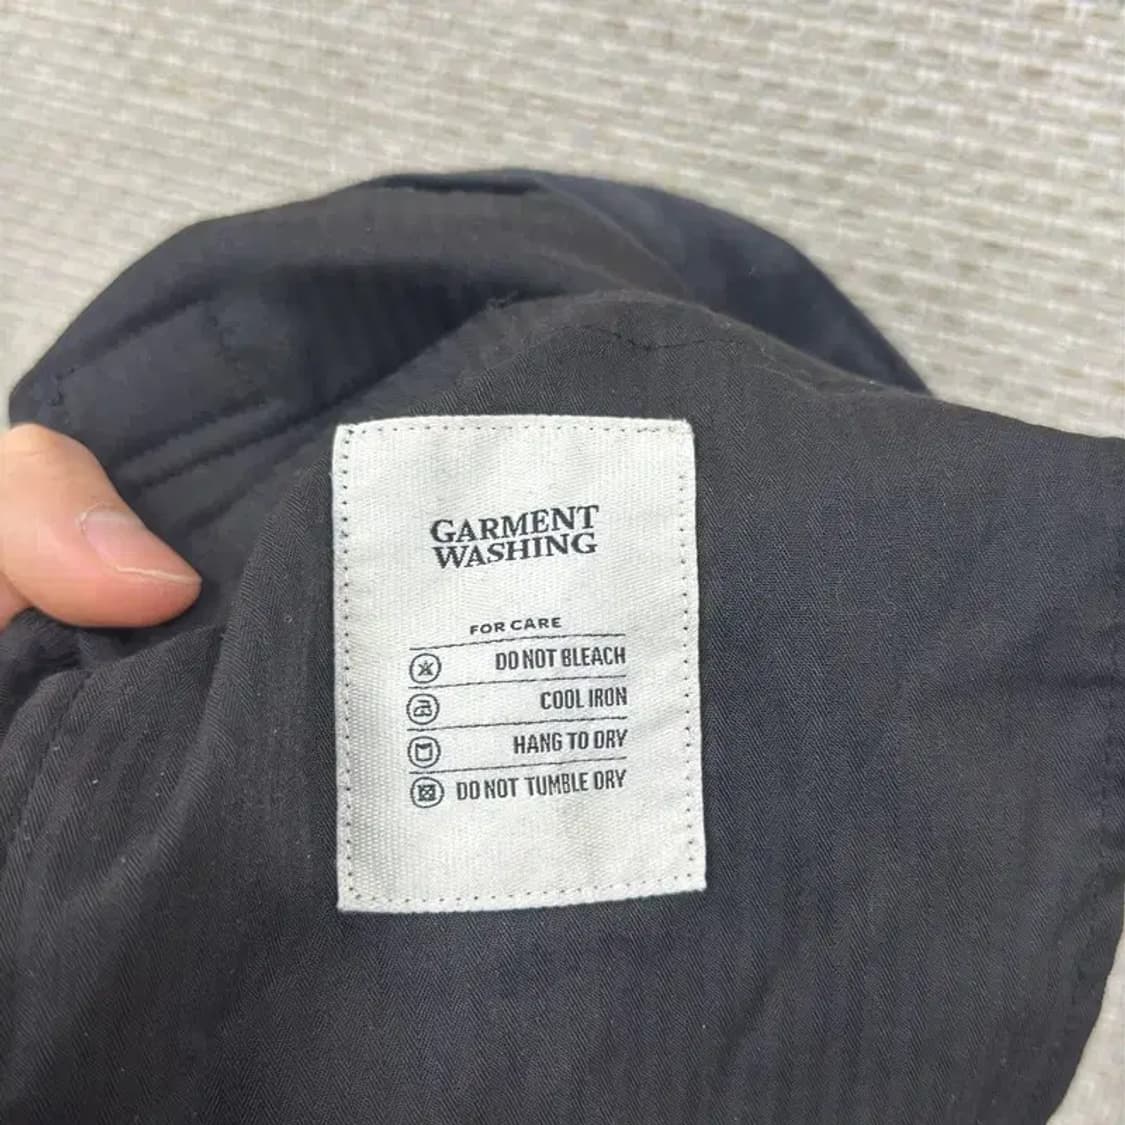 GARMENT
WASHING
FOR CARE
DO NOT BLEACH
COOL IRON
HANG TO DRY
DO NOT TUMBLE DRY